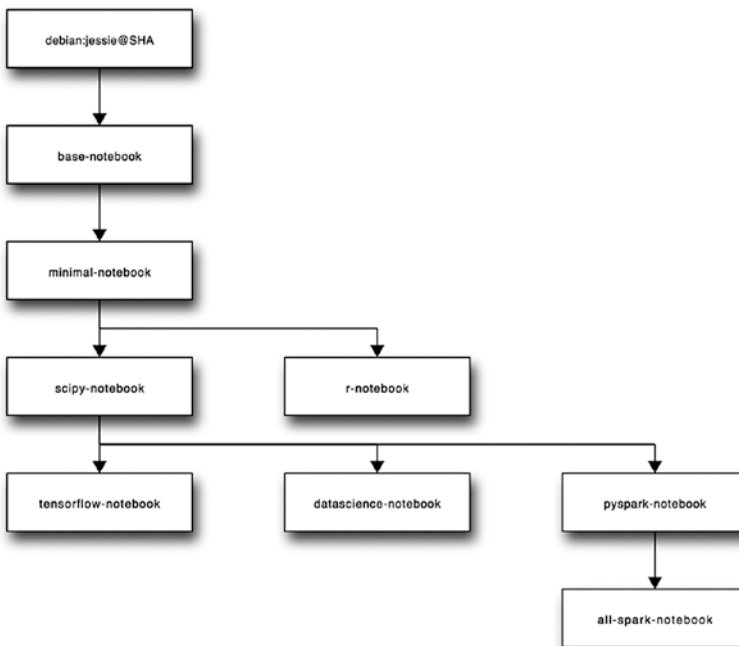 debian:jessie@SHA
base-notebook
minimal-notebook
scipy-notebook
r-notebook
tensorflow-notebook
datascience-notebook
pyspark-notebook
all-spark-notebook